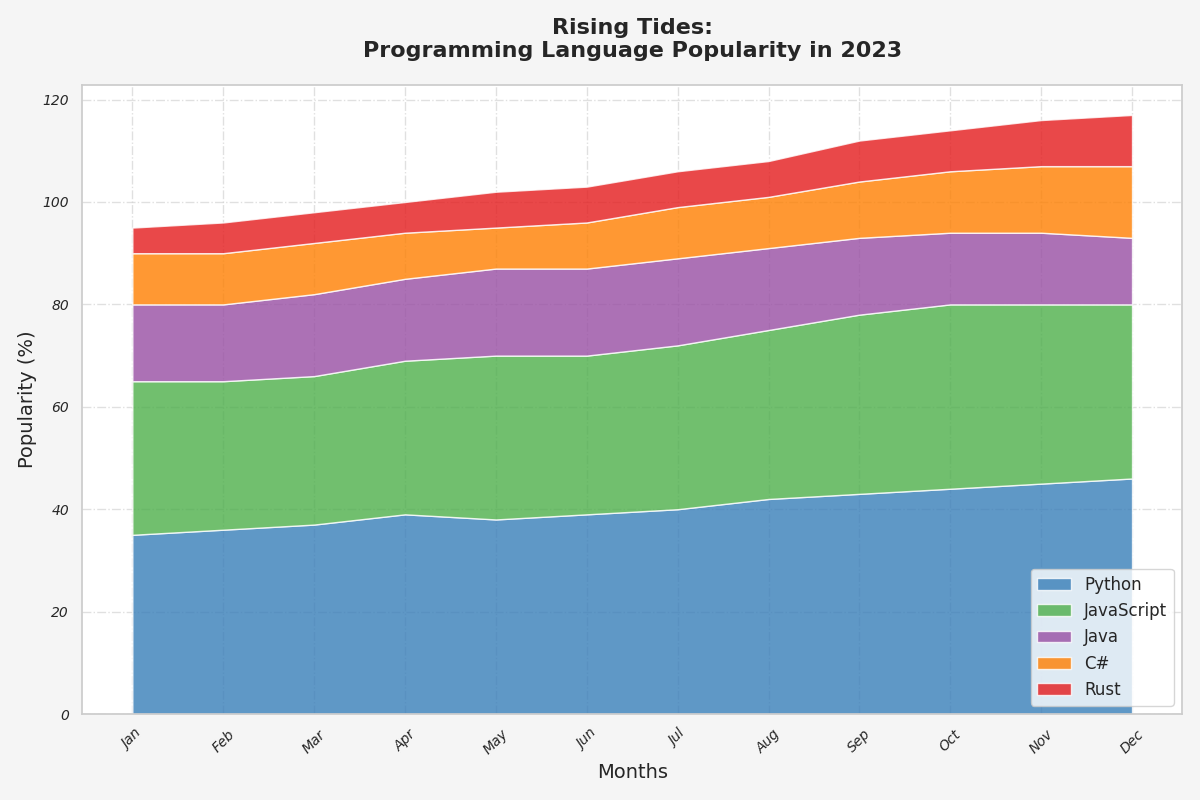 Rising Tides:
Programming Language Popularity in 2023
Popularity (%)
120
100
80
60
40
20
0
Jan
Feb
Mar
Apr
May
Jun
Jul
Aug
Sep
Oct
Nov
Dec
Months
Python
JavaScript
Java
C#
Rust